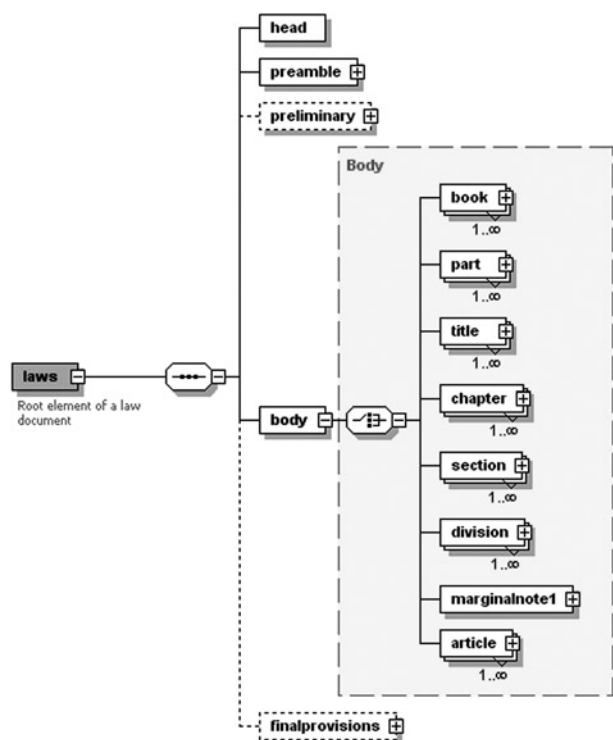 head
preamble
preliminary
Body
book
1..∞
part
1..∞
title
1..∞
laws
Root element of a law
document
body
chapter
1..∞
section
1..∞
division
1..∞
marginalnote1
article
1..∞
finalprovisions